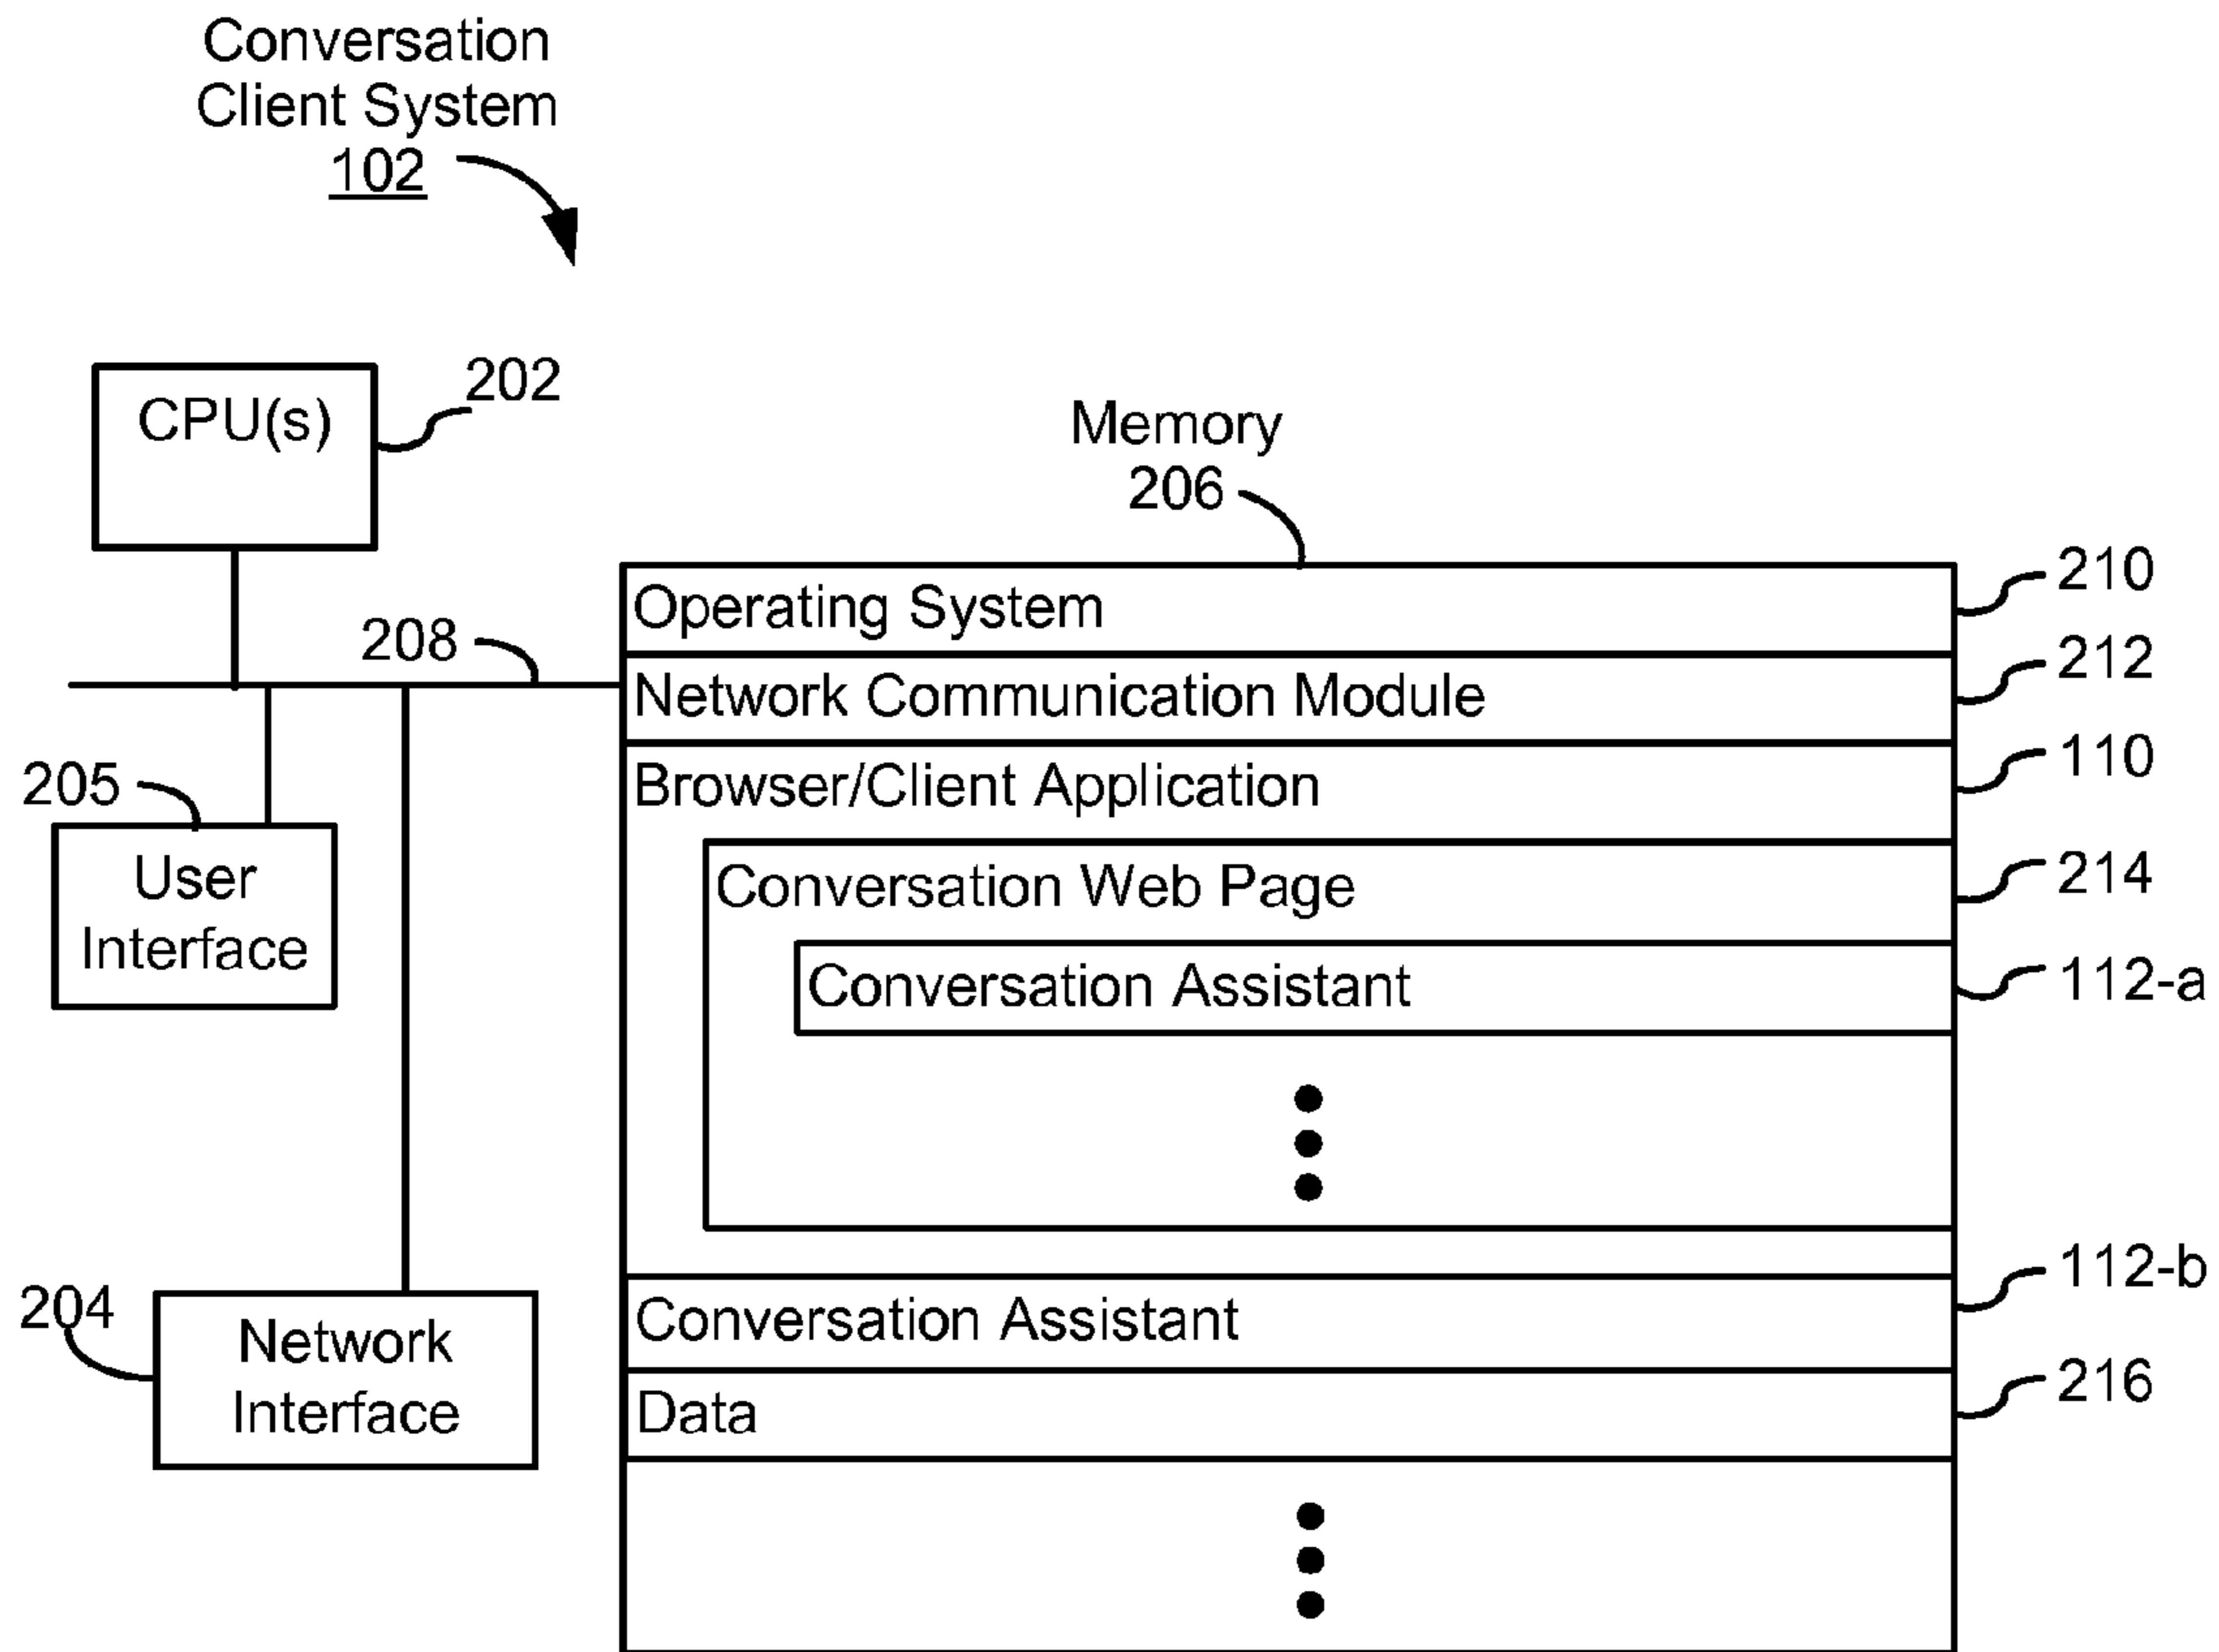 Conversation
Client System
102
CPU(s)
202
Memory
206
Operating System
210
208
Network Communication Module
212
Browser/Client Application
110
205
User
Interface
Conversation Web Page
214
Conversation Assistant
112-a
204
Network
Interface
Conversation Assistant
112-b
Data
216